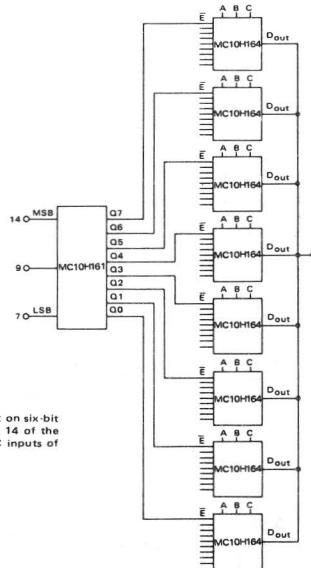 A B C
E
MC10H164
Dout
A B C
E
MC10H164
Dout
A B C
E
MC10H164
Dout
14 MSB
9
7 LSB
MC10H161
Q7
Q6
Q5
Q4
Q3
Q2
Q1
Q0
A B C
E
MC10H164
Dout
A B C
E
MC10H164
Dout
A B C
E
MC10H164
Dout
A B C
E
MC10H164
Dout
A B C
E
MC10H164
Dout
on six-bit
14 of the
inputs of